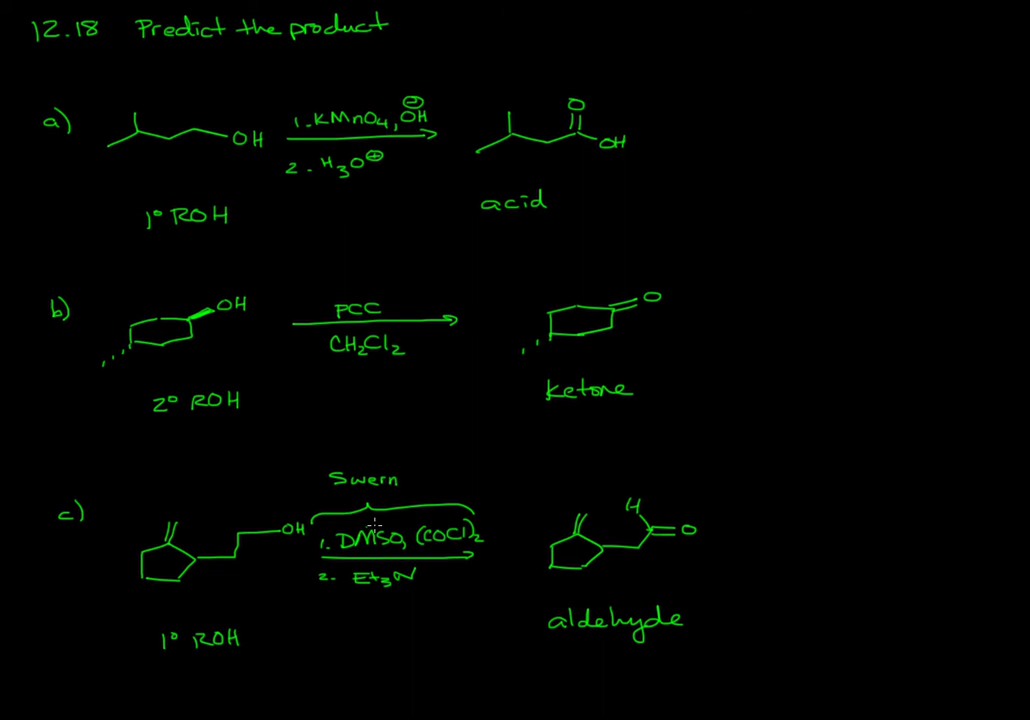 12.18 Predict the product
a)
OH
1. KMnO4, OH ⊖
2. H3O ⊕
O
OH
1° ROH
acid
b)
OH
PCC
CH2Cl2
O
2° ROH
ketone
Swern
c)
OH
1. DMSO, (COCl)2
2. Et3N
H
O
1° ROH
aldehyde